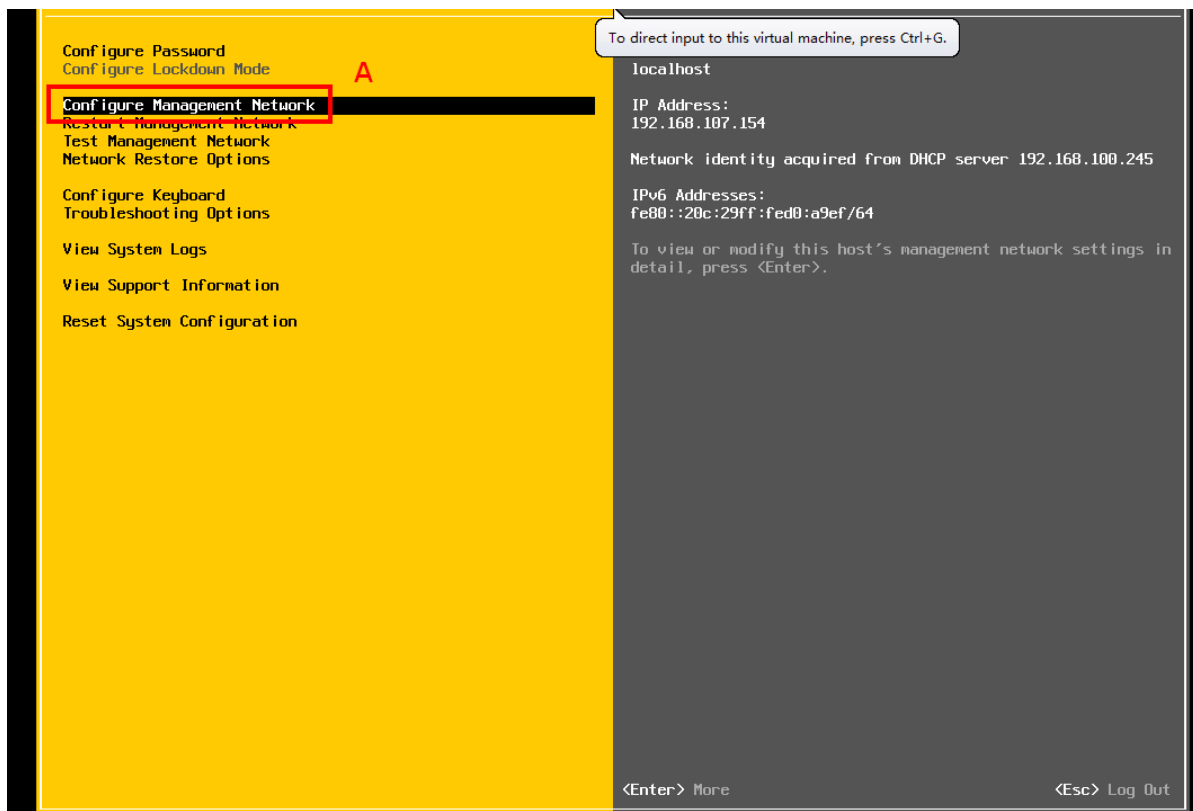 To direct input to this virtual machine, press Ctrl+G.
Configure Password
Configure Lockdown Mode
A
Configure Management Network
Restart Management Network
Test Management Network
Network Restore Options
Configure Keyboard
Troubleshooting Options
View System Logs
View Support Information
Reset System Configuration
localhost
IP Address:
192.168.107.154
Network identity acquired from DHCP server 192.168.100.245
IPv6 Addresses:
fe80::20c:29ff:fed0:a9ef/64
To view or modify this host's management network settings in
detail, press <Enter>.
<Enter> More
<Esc> Log Out